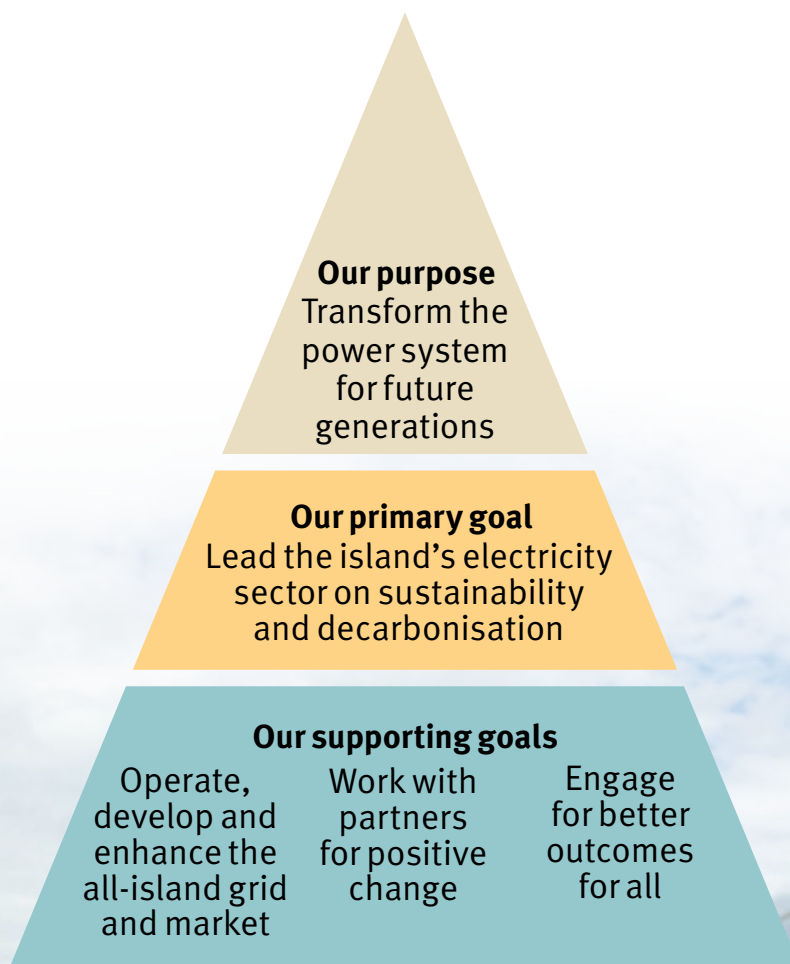 Our purpose
Transform the
power system
for future
generations
Our primary goal
Lead the island’s electricity
sector on sustainability
and decarbonisation
Our supporting goals
Operate,
develop and
enhance the
all-island grid
and market
Work with
partners
for positive
change
Engage
for better
outcomes
for all